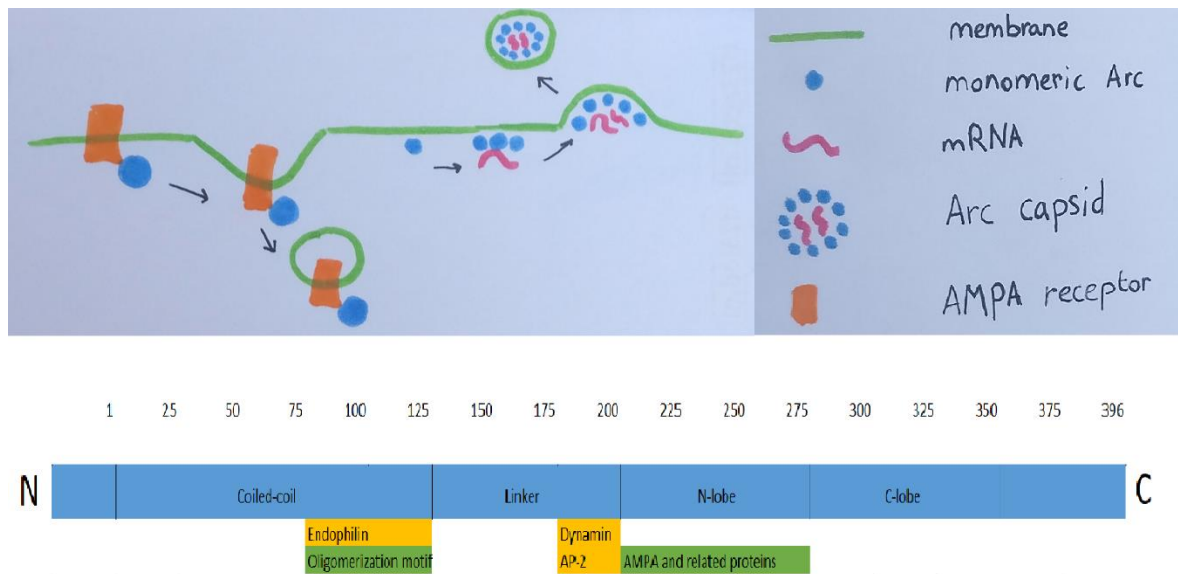 membrane
monomeric Arc
mRNA
Arc capsid
AMPA receptor
1 25 50 75 100 125 150 175 200 225 250 275 300 325 350 375 396
N Coiled-coil Linker N-lobe C-lobe C
Endophilin Dynamin
Oligomerization motif AP-2 AMPA and related proteins